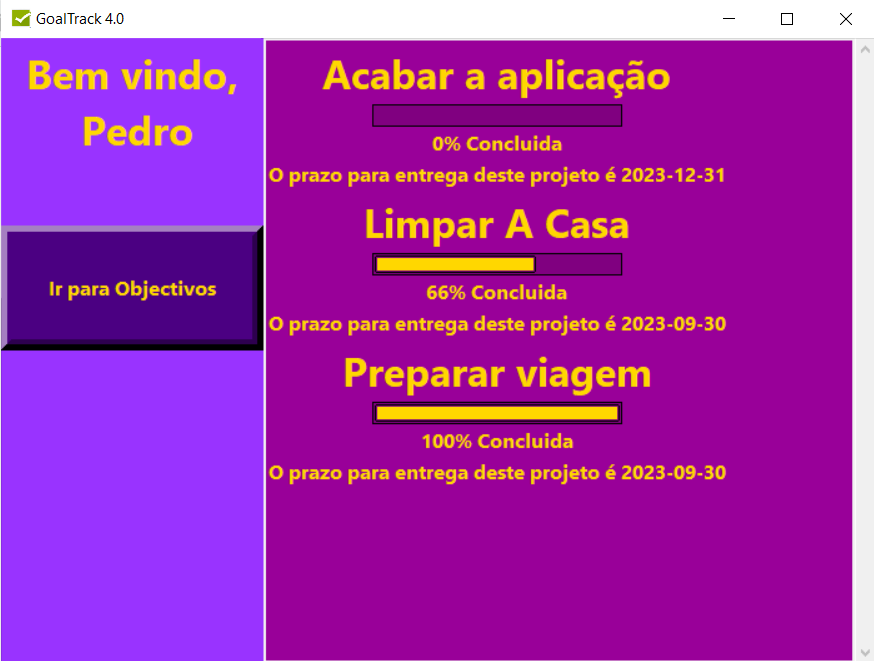 GoalTrack 4.0
Bem vindo,
Pedro
Ir para Objectivos
Acabar a aplicação
0% Concluida
O prazo para entrega deste projeto é 2023-12-31
Limpar A Casa
66% Concluida
O prazo para entrega deste projeto é 2023-09-30
Preparar viagem
100% Concluida
O prazo para entrega deste projeto é 2023-09-30